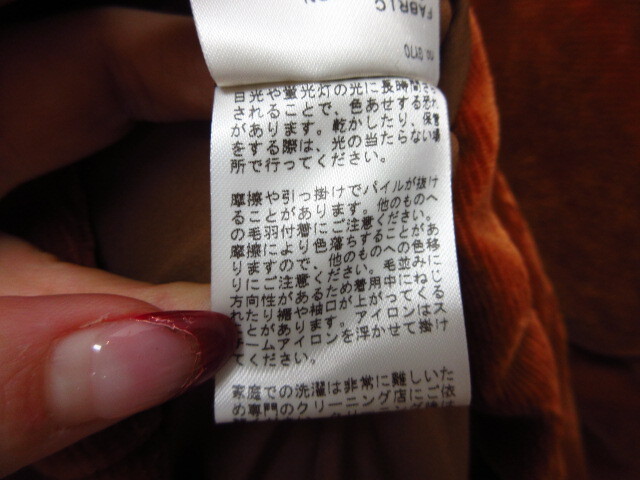 FABRIC
日光や蛍光灯の光に長時間さら
されることで、色あせする恐れ
があります。乾かしたり、保管
をする際は、光の当たらない場
所で行ってください。
摩擦や引っ掛けでパイルが抜け
ることがあります。他のものへ
の毛羽付着にご注意ください。
摩擦により色落ちすることがあ
りますので、他のものへの色移
りにご注意ください。毛並みに
方向性があるため着用中にねじ
れたり裾や袖口が上がってくる
ことがあります。アイロンはス
チームアイロンを浮かせて掛け
てください。
家庭での洗濯は非常に難しいた
め専門のクリーニング店にご依